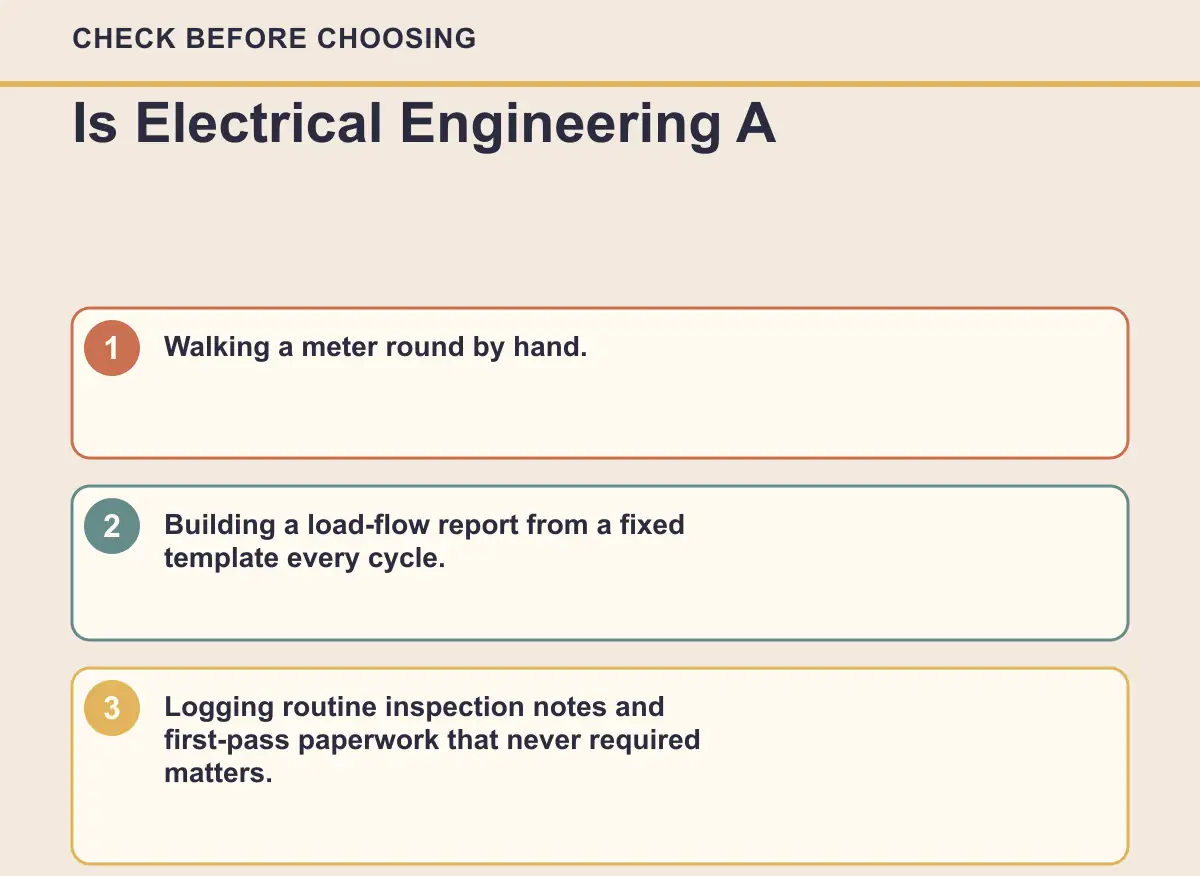 CHECK BEFORE CHOOSING
Is Electrical Engineering A
1
Walking a meter round by hand.
2
Building a load-flow report from a fixed
template every cycle.
3
Logging routine inspection notes and
first-pass paperwork that never required
matters.